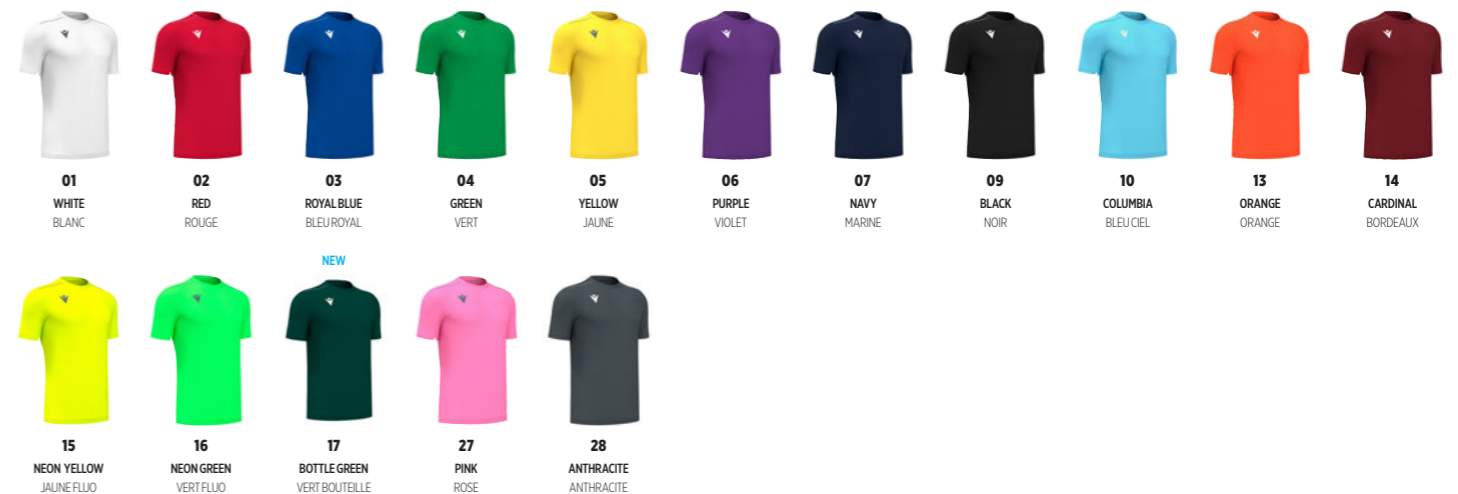 01 02 03 04 05 06 07 09 10 13 14
WHITE RED ROYAL BLUE GREEN YELLOW PURPLE NAVY BLACK COLUMBIA ORANGE CARDINAL
BLANC ROUGE BLEU ROYAL VERT JAUNE VIOLET MARINE NOIR BLEU CIEL ORANGE BORDEAUX
NEW
15 16 17 27 28
NEON YELLOW NEON GREEN BOTTLE GREEN PINK ANTHRACITE
JAUNE FLUO VERT FLUO VERT BOUTEILLE ROSE ANTHRACITE